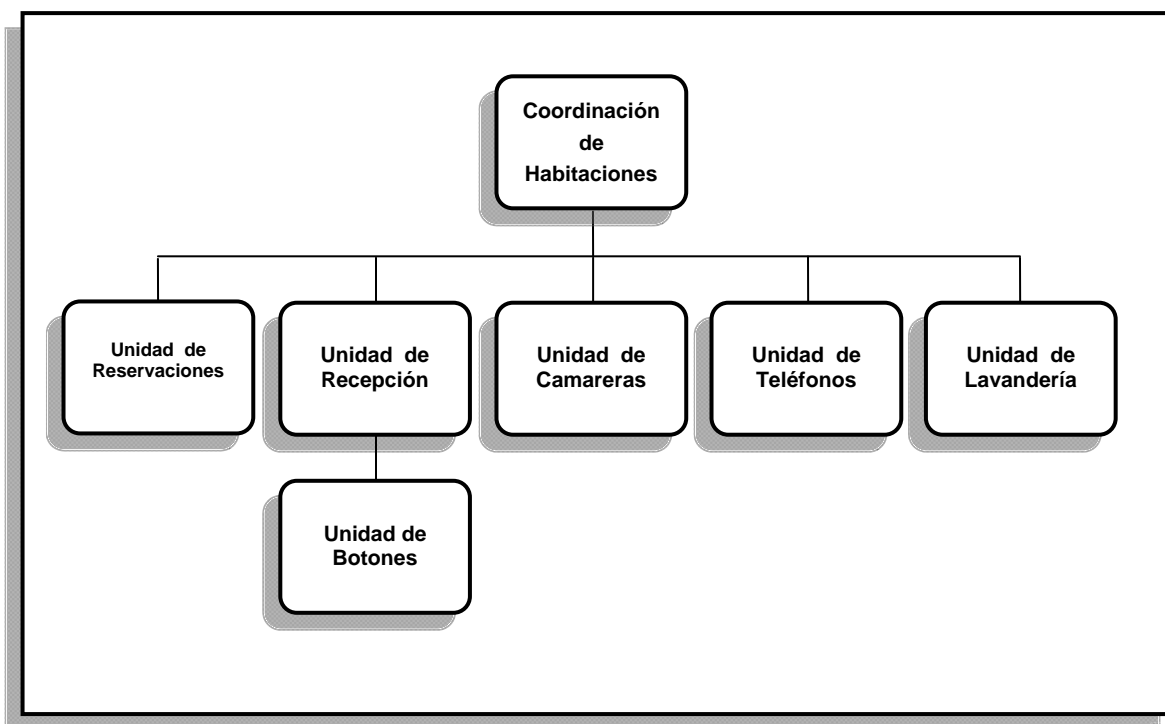 Coordinación
de
Habitaciones
Unidad de
Reservaciones
Unidad de
Recepción
Unidad de
Camareras
Unidad de
Teléfonos
Unidad de
Lavandería
Unidad de
Botones